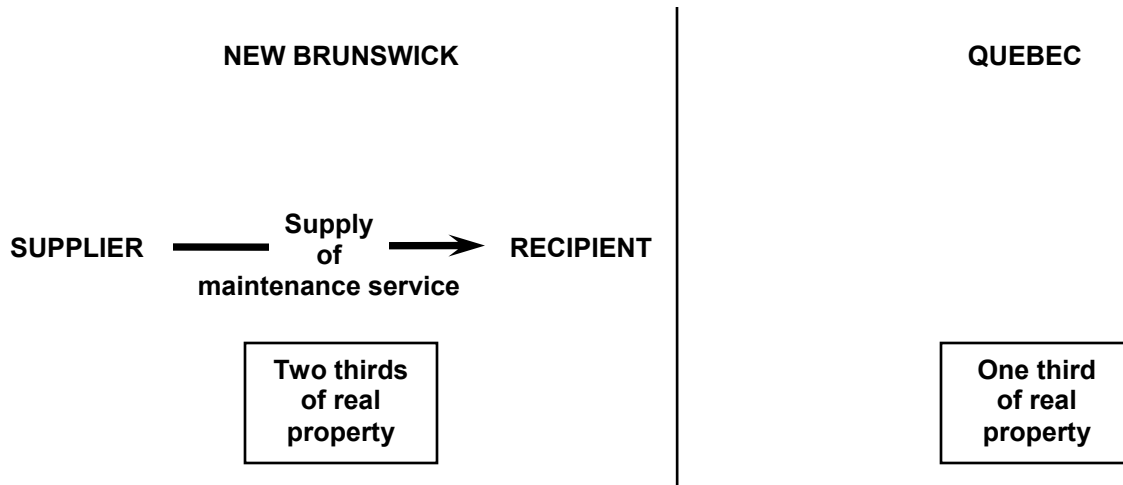 NEW BRUNSWICK
QUEBEC
SUPPLIER
Supply
of
maintenance service
RECIPIENT
Two thirds
of real
property
One third
of real
property